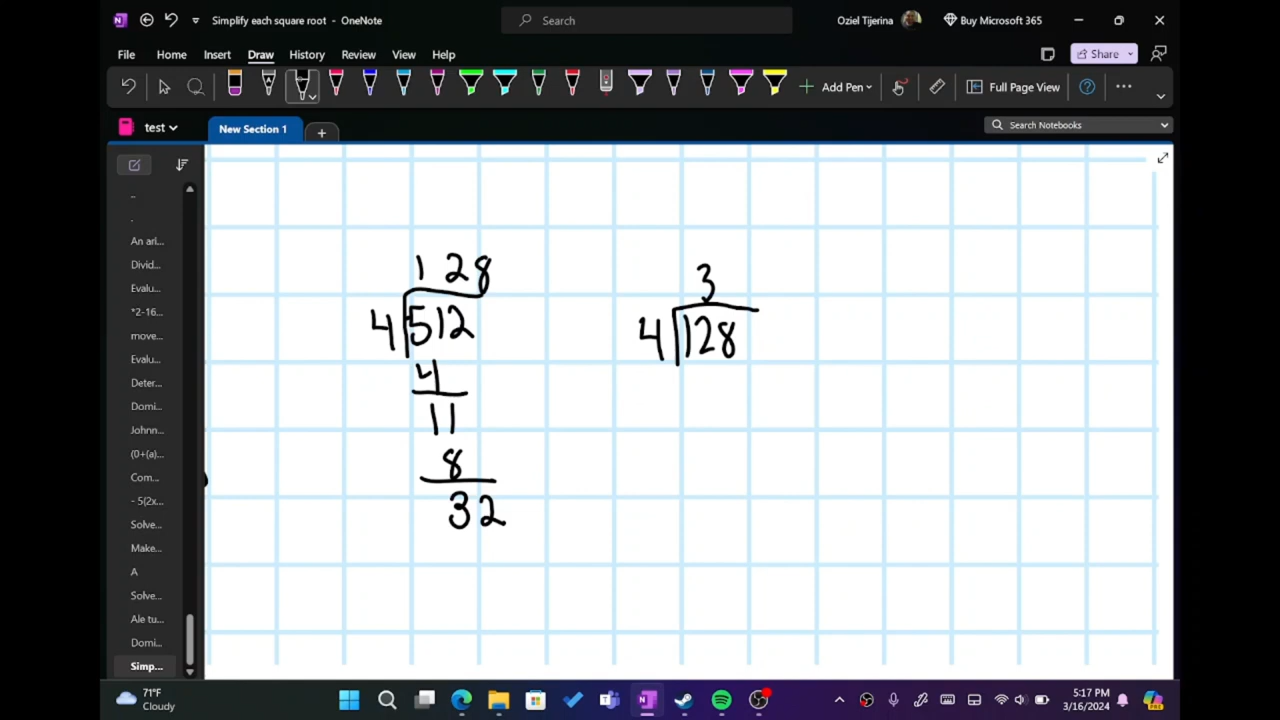 Simplify each square root - OneNote
Search
Oziel Tijerina
Buy Microsoft 365
File Home Insert Draw History Review View Help
Share
Add Pen
Full Page View
test
New Section 1
Search Notebooks
An ari...
Divid...
Evalu...
*2-16...
move...
Evalu...
Deter...
Domi...
Johnn...
(0+(a)...
Com...
- 5(2x...
Solve...
Make...
A
Solve...
Ale tu...
Domi...
Simp...
128
4 512
4
11
8
32
3
4 128
71°F
Cloudy
5:17 PM
3/16/2024